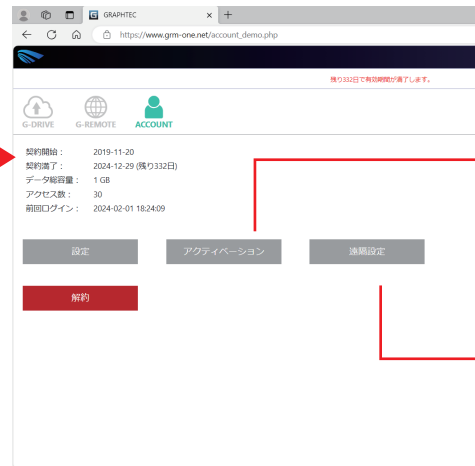 GRAPHTEC
https://www.grm-one.net/account_demo.php
残り332日で有効期間が満了します。
G-DRIVE G-REMOTE ACCOUNT
契約開始： 2019-11-20
契約満了： 2024-12-29 (残り332日)
データ総容量： 1 GB
アクセス数： 30
前回ログイン： 2024-02-01 18:24:09
設定 アクティベーション 遠隔設定
解約